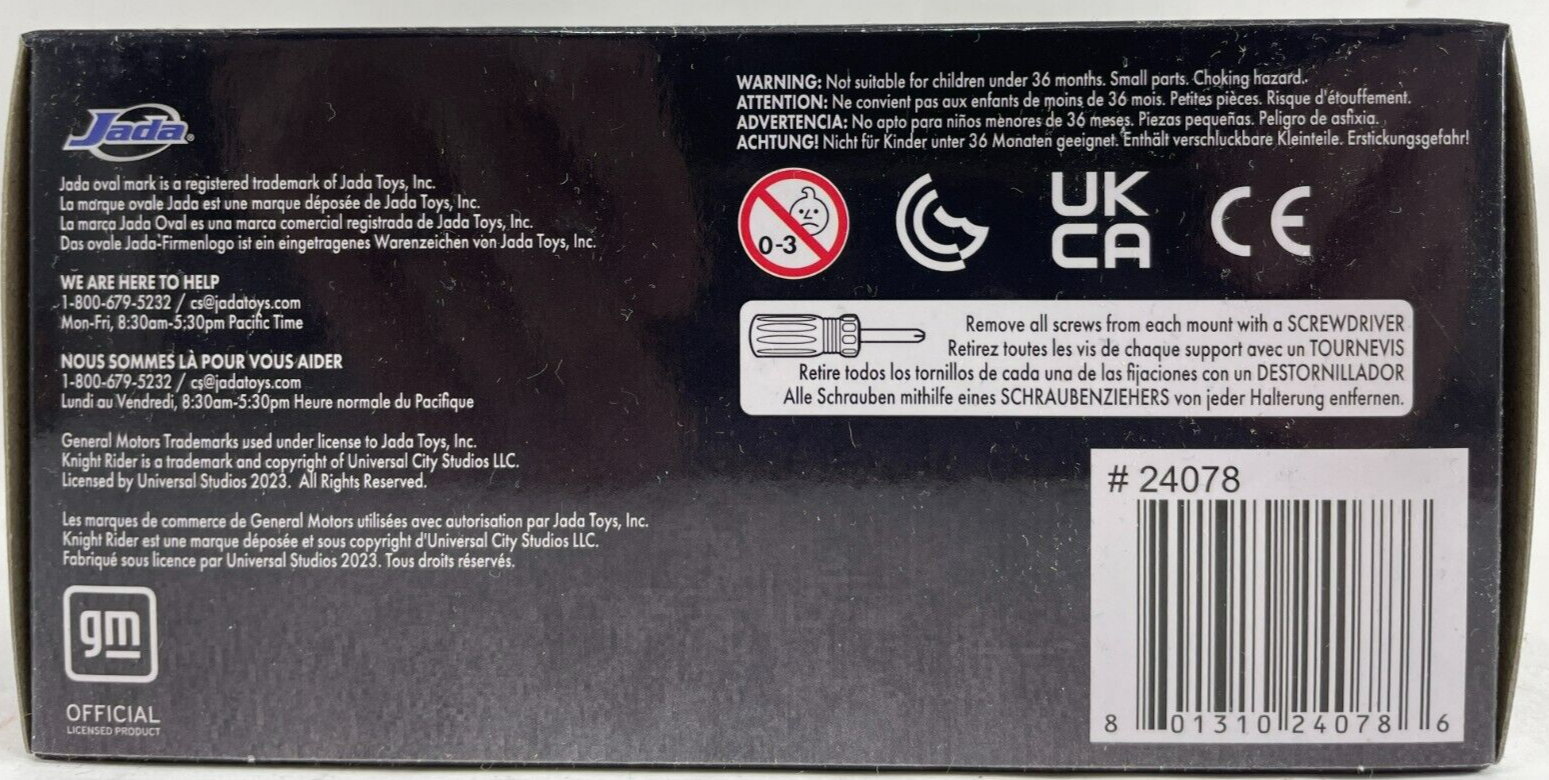 Jada®
Jada oval mark is a registered trademark of Jada Toys, Inc.
La marque ovale Jada est une marque déposée de Jada Toys, Inc.
La marca Jada Oval es una marca comercial registrada de Jada Toys, Inc.
Das ovale Jada-Firmenlogo ist ein eingetragenes Warenzeichen von Jada Toys, Inc.
WE ARE HERE TO HELP
1-800-679-5232 / cs@jadatoys.com
Mon-Fri, 8:30am-5:30pm Pacific Time
NOUS SOMMES LÀ POUR VOUS AIDER
1-800-679-5232 / cs@jadatoys.com
Lundi au Vendredi, 8:30am-5:30pm Heure normale du Pacifique
General Motors Trademarks used under license to Jada Toys, Inc.
Knight Rider is a trademark and copyright of Universal City Studios LLC.
Licensed by Universal Studios 2023. All Rights Reserved.
Les marques de commerce de General Motors utilisées avec autorisation par Jada Toys, Inc.
Knight Rider est une marque déposée et sous copyright d'Universal City Studios LLC.
Fabriqué sous licence par Universal Studios 2023. Tous droits réservés.
gm
OFFICIAL
LICENSED PRODUCT
WARNING: Not suitable for children under 36 months. Small parts. Choking hazard.
ATTENTION: Ne convient pas aux enfants de moins de 36 mois. Petites pièces. Risque d'étouffement.
ADVERTENCIA: No apto para niños menores de 36 meses. Piezas pequeñas. Peligro de asfixia.
ACHTUNG! Nicht für Kinder unter 36 Monaten geeignet. Enthält verschluckbare Kleinteile. Erstickungsgefahr!
0-3
UK
CA
CE
Remove all screws from each mount with a SCREWDRIVER
Retirez toutes les vis de chaque support avec un TOURNEVIS
Retire todos los tornillos de cada una de las fijaciones con un DESTORNILLADOR
Alle Schrauben mithilfe eines SCHRAUBENZIEHERS von jeder Halterung entfernen.
# 24078
8 01310 24078 6